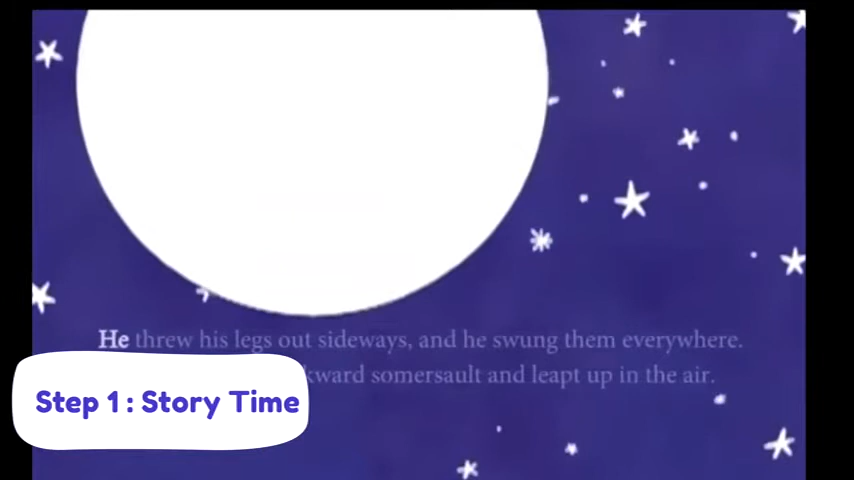 He threw his legs out sideways, and he swung them everywhere.
somersault and leapt up in the air.
Step 1: Story Time